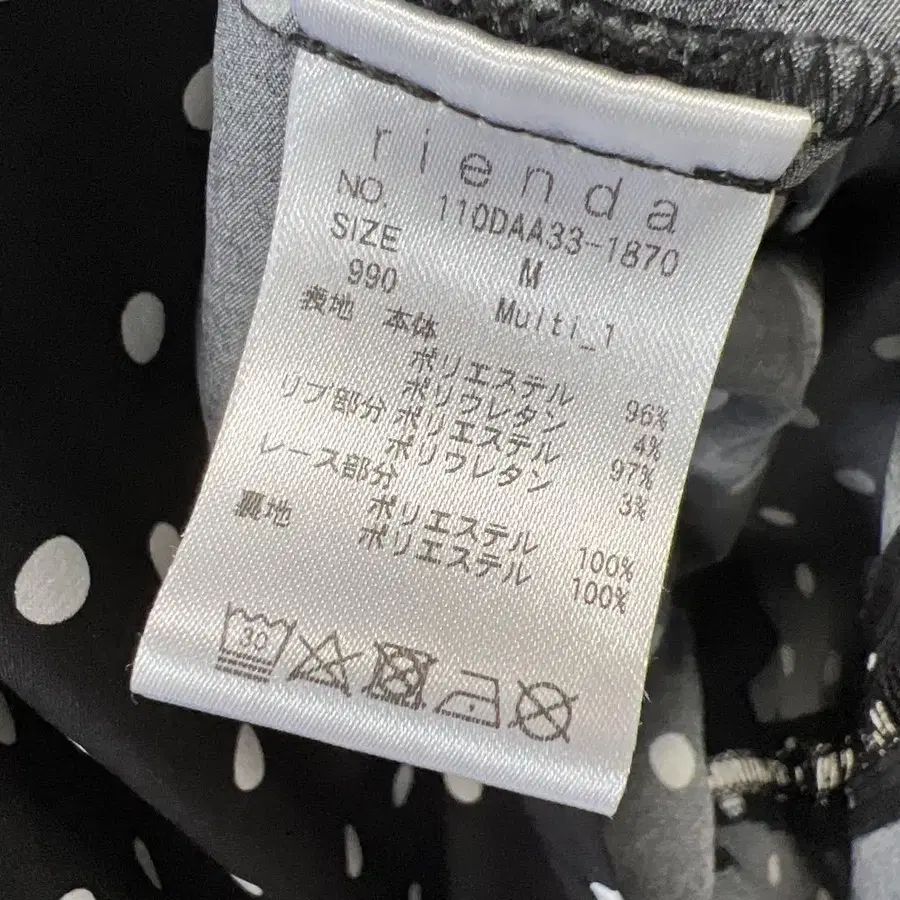 rienda
NO. 110DAA33-1870
SIZE M
990 Multi_1
表地 本体
ポリエステル 96%
ポリウレタン 4%
リブ部分 ポリエステル 97%
ポリウレタン 3%
レース部分
ポリエステル 100%
裏地 ポリエステル 100%
30